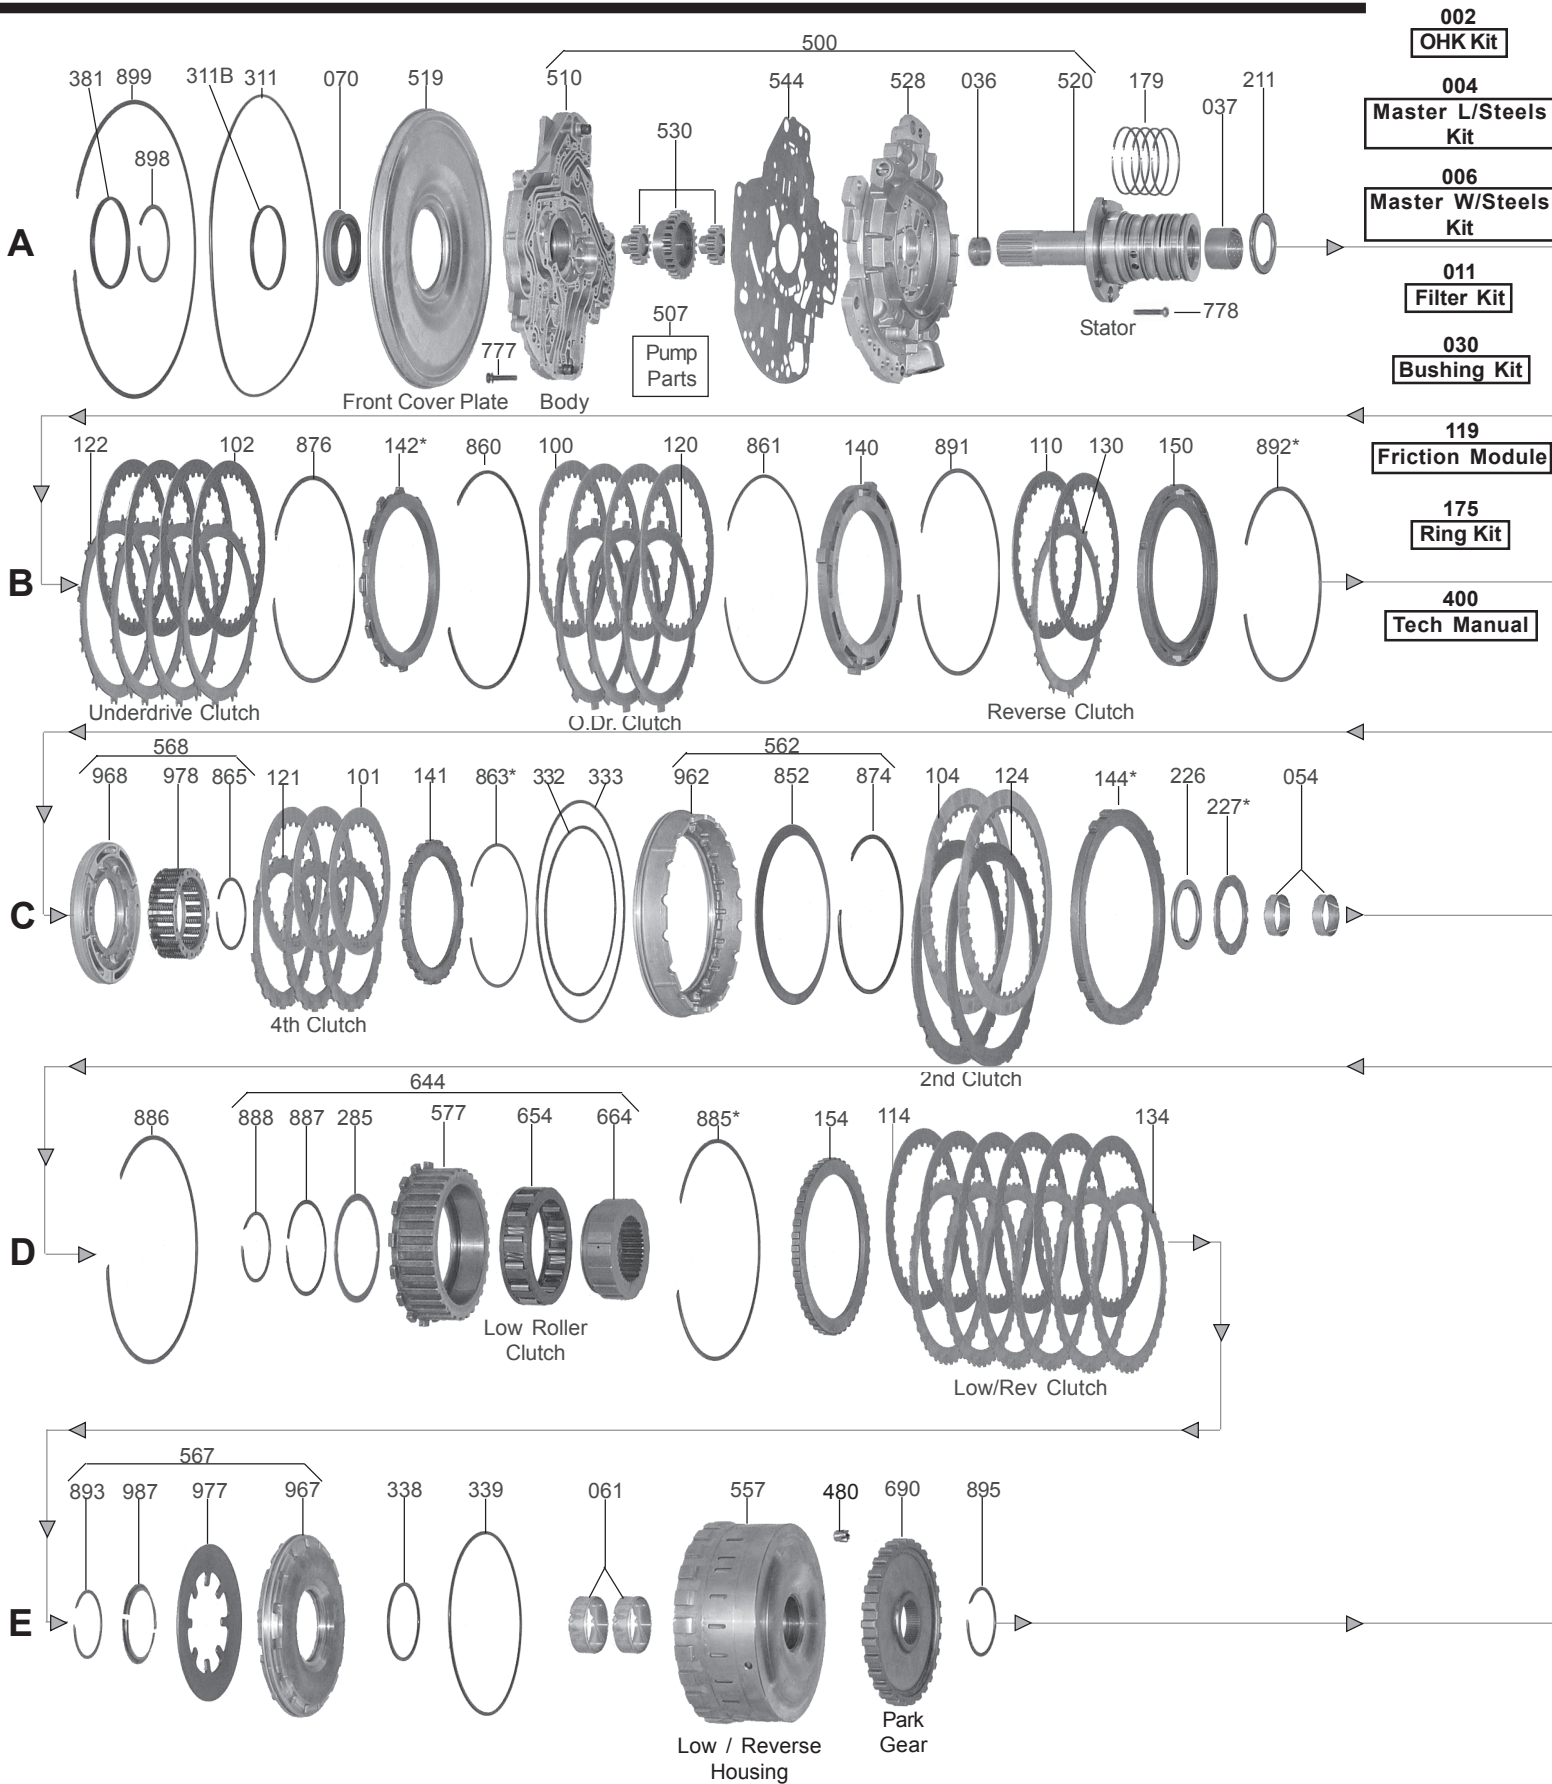 002
OHK Kit
004
Master L/Steels
Kit
006
Master W/Steels
Kit
011
Filter Kit
030
Bushing Kit
119
Friction Module
175
Ring Kit
400
Tech Manual
500
381 899 311B 311 070 519 510 544 528 036 520 179 211
037
530
898
A
507
Pump
Parts
777
778
Stator
Front Cover Plate Body
122 102 876 142* 860 100 120 861 140 891 110 130 150 892*
B
Underdrive Clutch O.Dr. Clutch Reverse Clutch
568 562
968 978 865 121 101 141 863* 332 333 962 852 874 104 124 144* 226 054
227*
C
4th Clutch
2nd Clutch
644
886 888 887 285 577 654 664 885* 154 114 134
D
Low Roller
Clutch
Low/Rev Clutch
567
893 987 977 967 338 339 061 557 480 690 895
E
Park
Gear
Low / Reverse
Housing